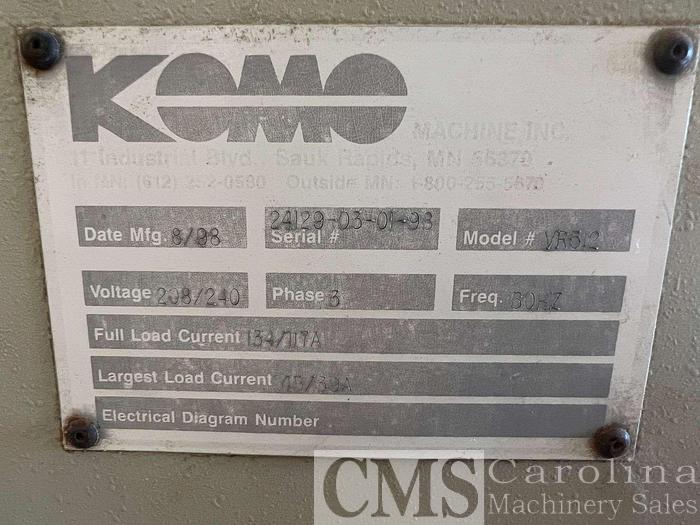 KOMO
MACHINE INC.
11 Industrial Blvd., Sauk Rapids, MN 56370
In MN: (612) 252-0580 Outside MN: 1-800-255-5670
Date Mfg. 8/98 Serial # 24129-03-01-98 Model # VR512
Voltage 208/240 Phase 3 Freq. 60HZ
Full Load Current 134/117A
Largest Load Current 45/39A
Electrical Diagram Number
CMS Carolina
Machinery Sales